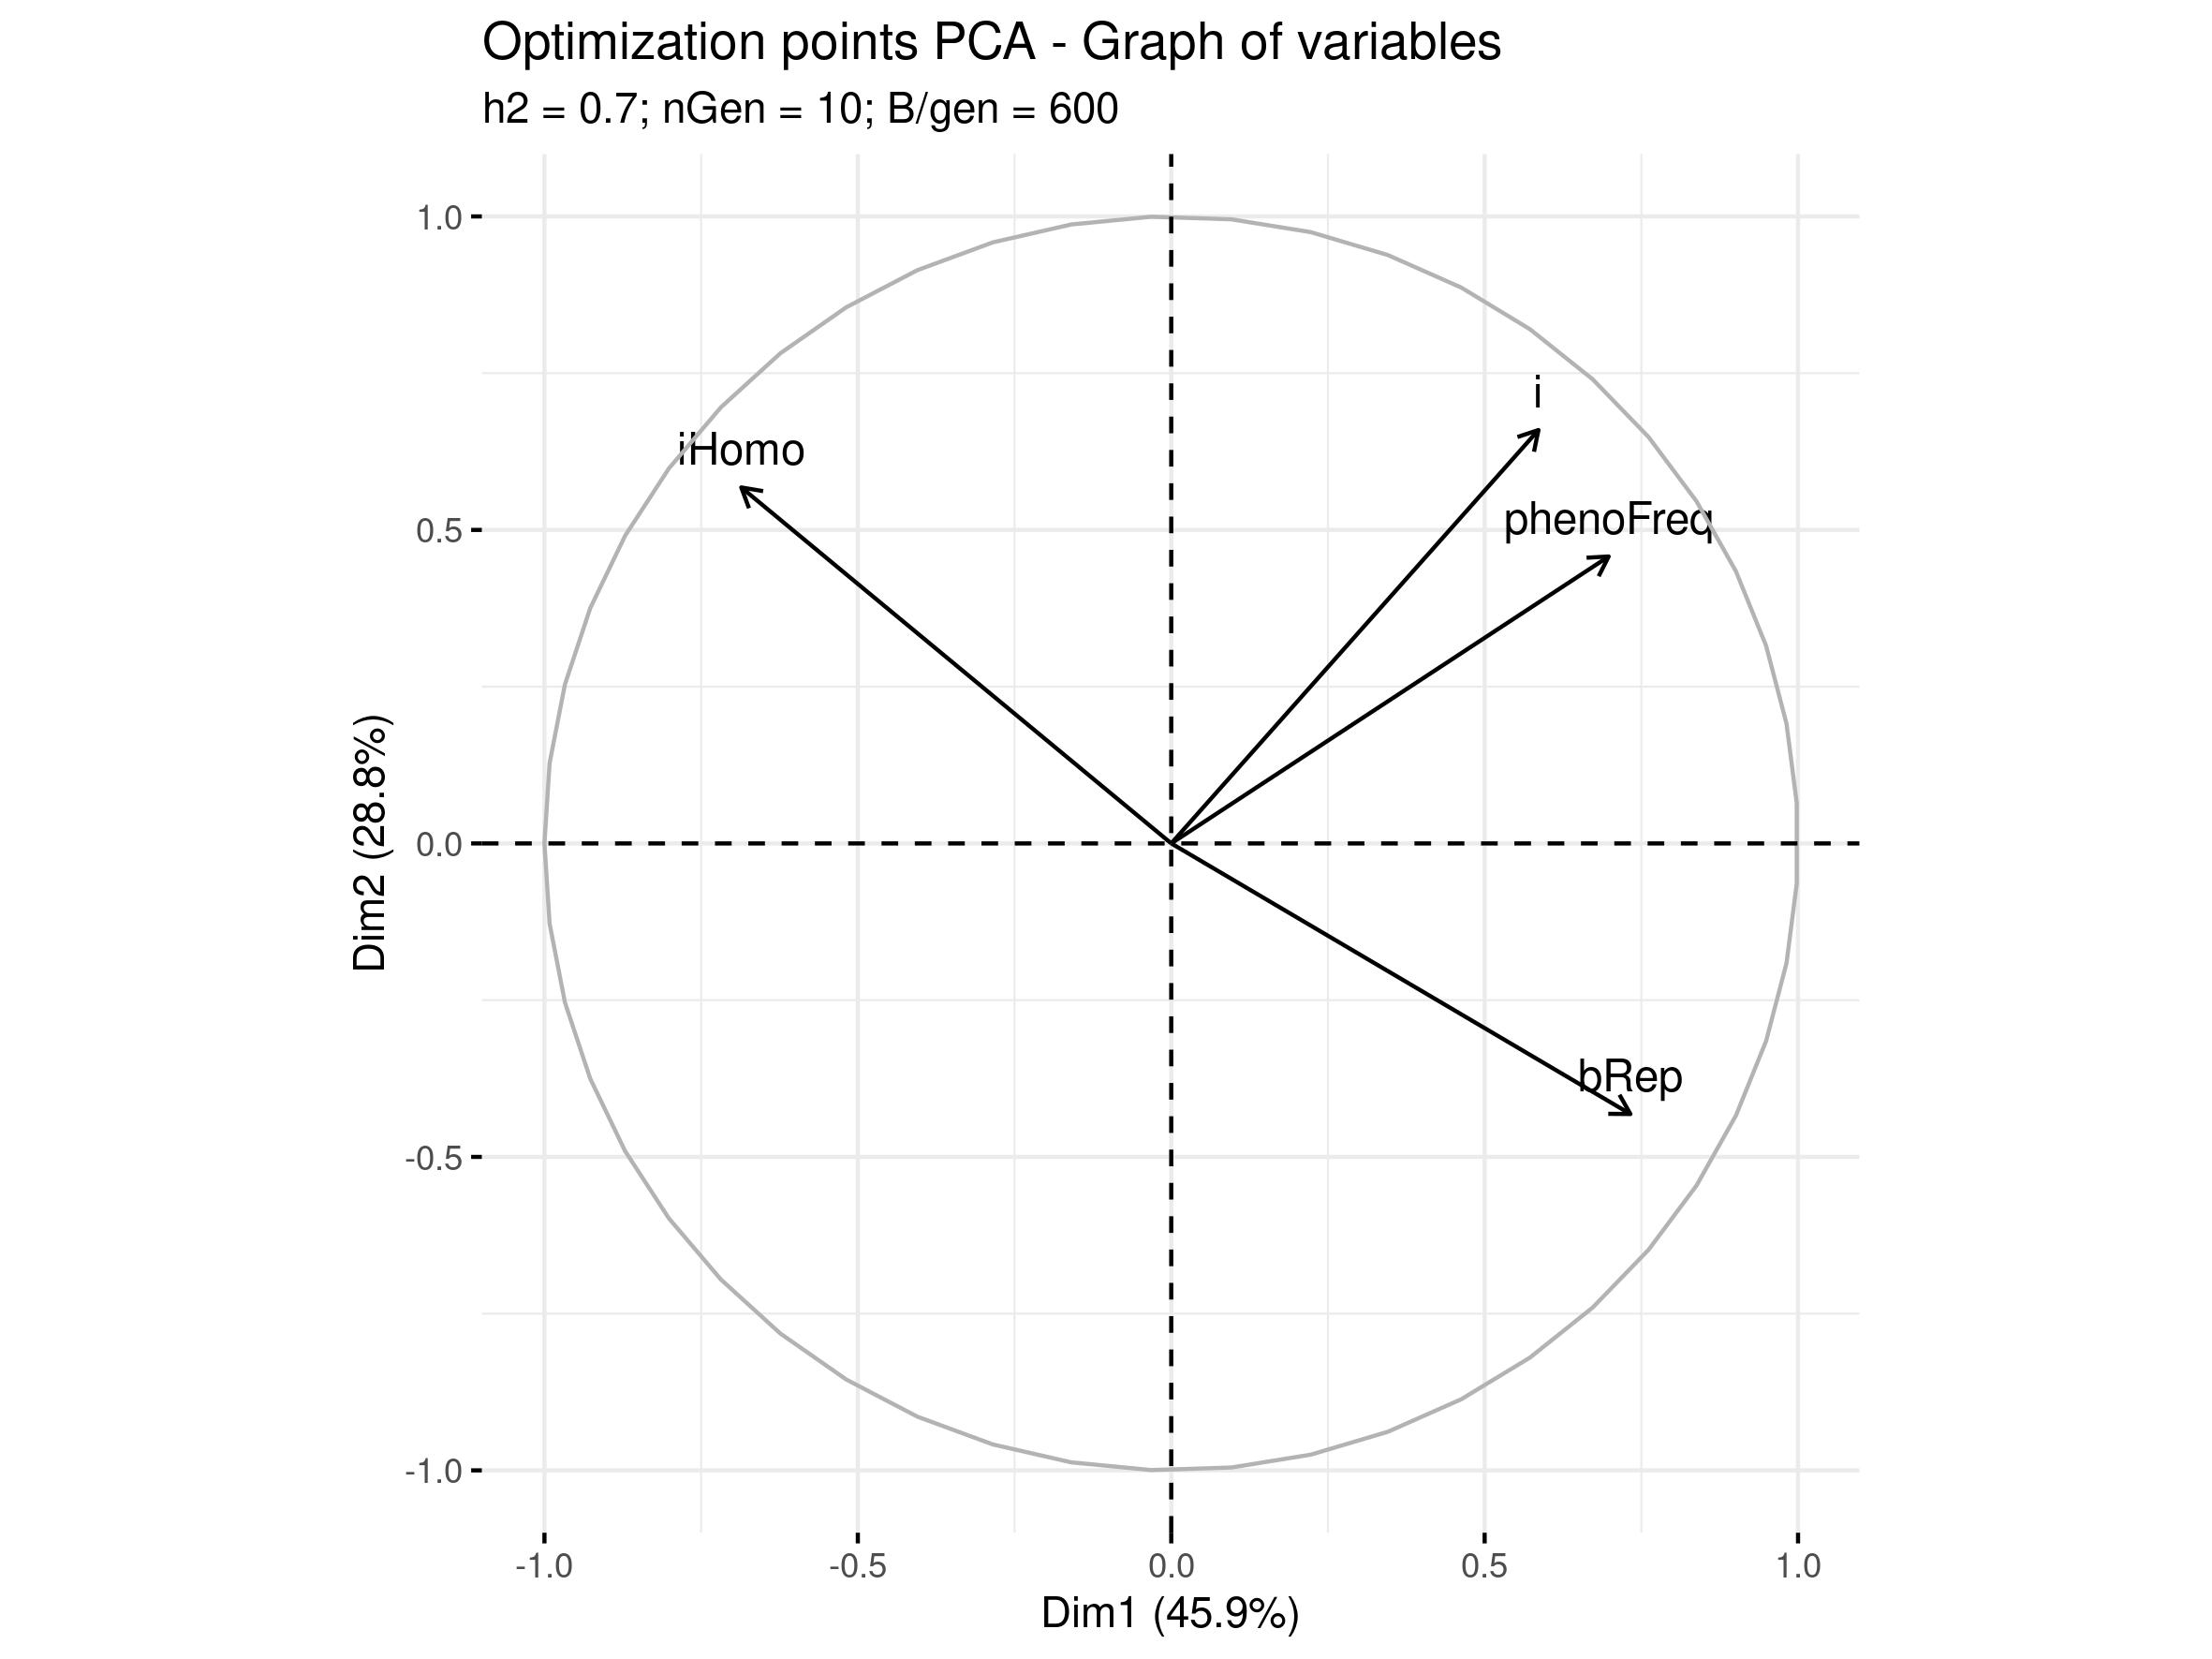 Optimization points PCA - Graph of variables
h2 = 0.7; nGen = 10; B/gen = 600
1.0
0.5
0.0
-0.5
-1.0
Dim2 (28.8%)
i
iHomo
phenoFreq
bRep
-1.0
-0.5
0.0
0.5
1.0
Dim1 (45.9%)